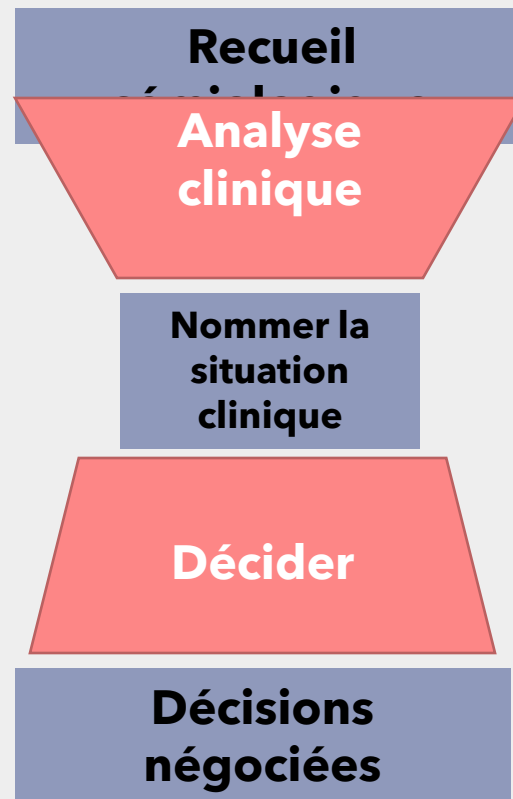 Recueil
Analyse
clinique
Nommer la
situation
clinique
Décider
Décisions
négociées